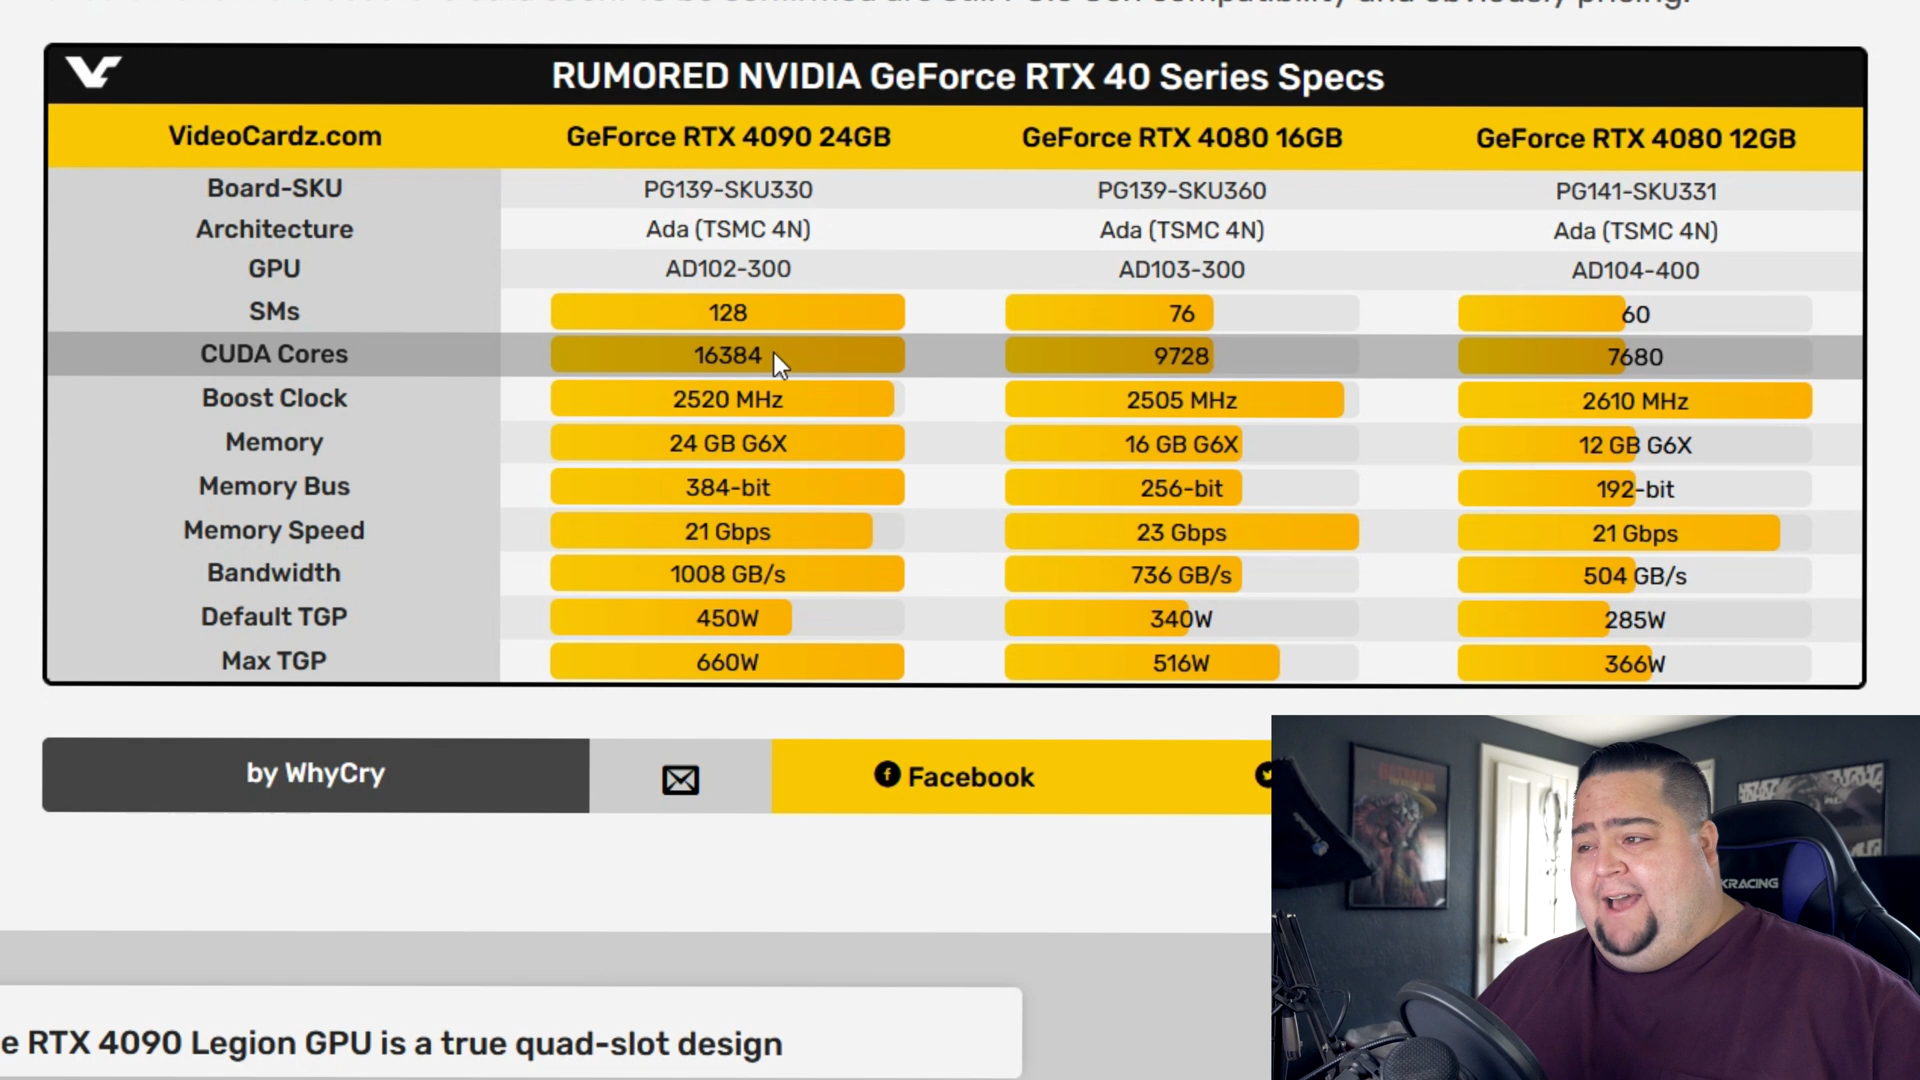 RUMORED NVIDIA GeForce RTX 40 Series Specs
VideoCardz.com GeForce RTX 4090 24GB GeForce RTX 4080 16GB GeForce RTX 4080 12GB
Board-SKU PG139-SKU330 PG139-SKU360 PG141-SKU331
Architecture Ada (TSMC 4N) Ada (TSMC 4N) Ada (TSMC 4N)
GPU AD102-300 AD103-300 AD104-400
SMs 128 76 60
CUDA Cores 16384 9728 7680
Boost Clock 2520 MHz 2505 MHz 2610 MHz
Memory 24 GB G6X 16 GB G6X 12 GB G6X
Memory Bus 384-bit 256-bit 192-bit
Memory Speed 21 Gbps 23 Gbps 21 Gbps
Bandwidth 1008 GB/s 736 GB/s 504 GB/s
Default TGP 450W 340W 285W
Max TGP 660W 516W 366W
by WhyCry Facebook
KRACING
e RTX 4090 Legion GPU is a true quad-slot design